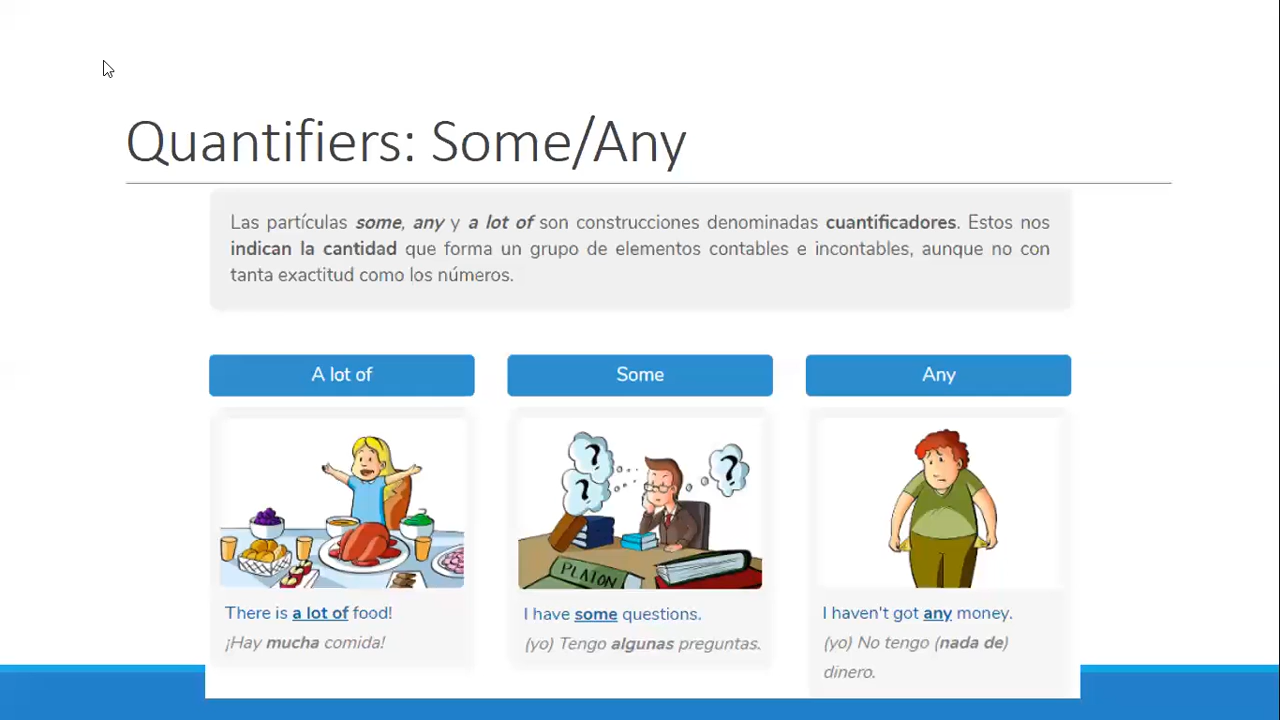 Quantifiers: Some/Any
Las partículas some, any y a lot of son construcciones denominadas cuantificadores. Estos nos
indican la cantidad que forma un grupo de elementos contables e incontables, aunque no con
tanta exactitud como los números.
A lot of
Some
Any
?
?
?
PLATON
There is a lot of food!
¡Hay mucha comida!
I have some questions.
(yo) Tengo algunas preguntas.
I haven't got any money.
(yo) No tengo (nada de)
dinero.